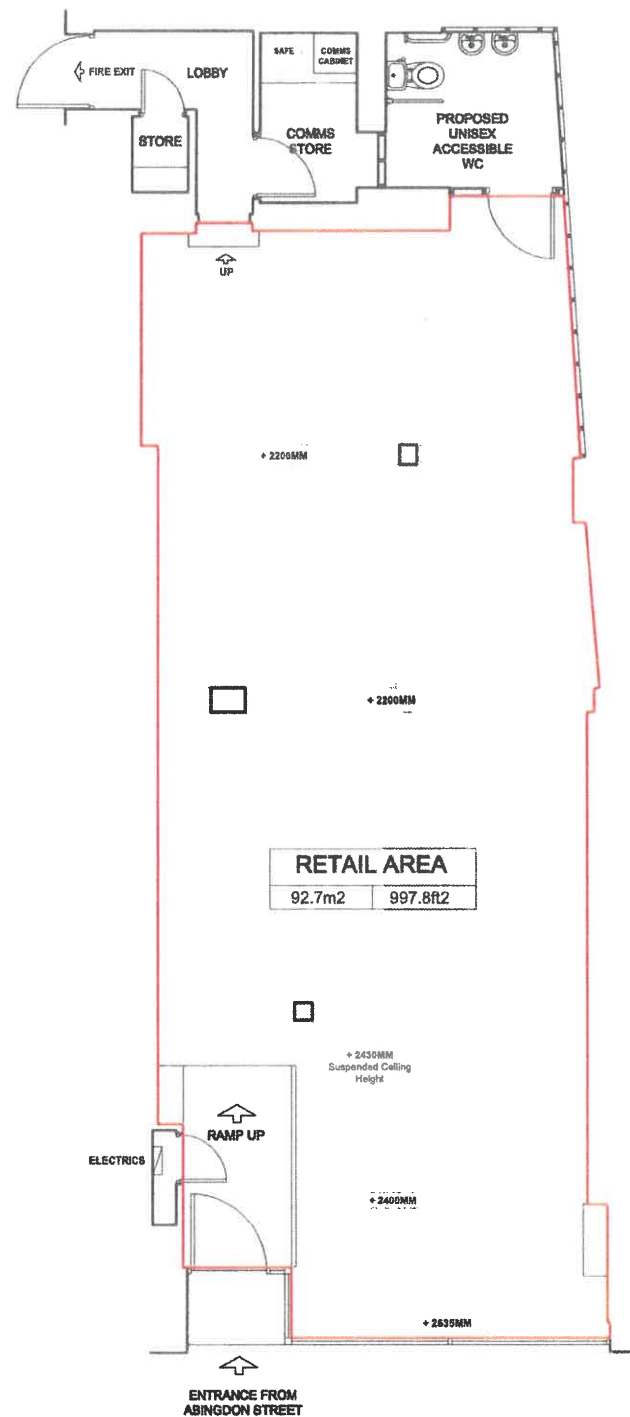 FIRE EXIT
LOBBY
SAFE
COMMS
CABINET
STORE
COMMS
STORE
PROPOSED
UNISEX
ACCESSIBLE
WC
UP
+ 2200MM
+ 2200MM
RETAIL AREA
92.7m2 997.8ft2
+ 2430MM
Suspended Ceiling
Height
RAMP UP
ELECTRICS
+ 2400MM
+ 2635MM
ENTRANCE FROM
ABINGDON STREET